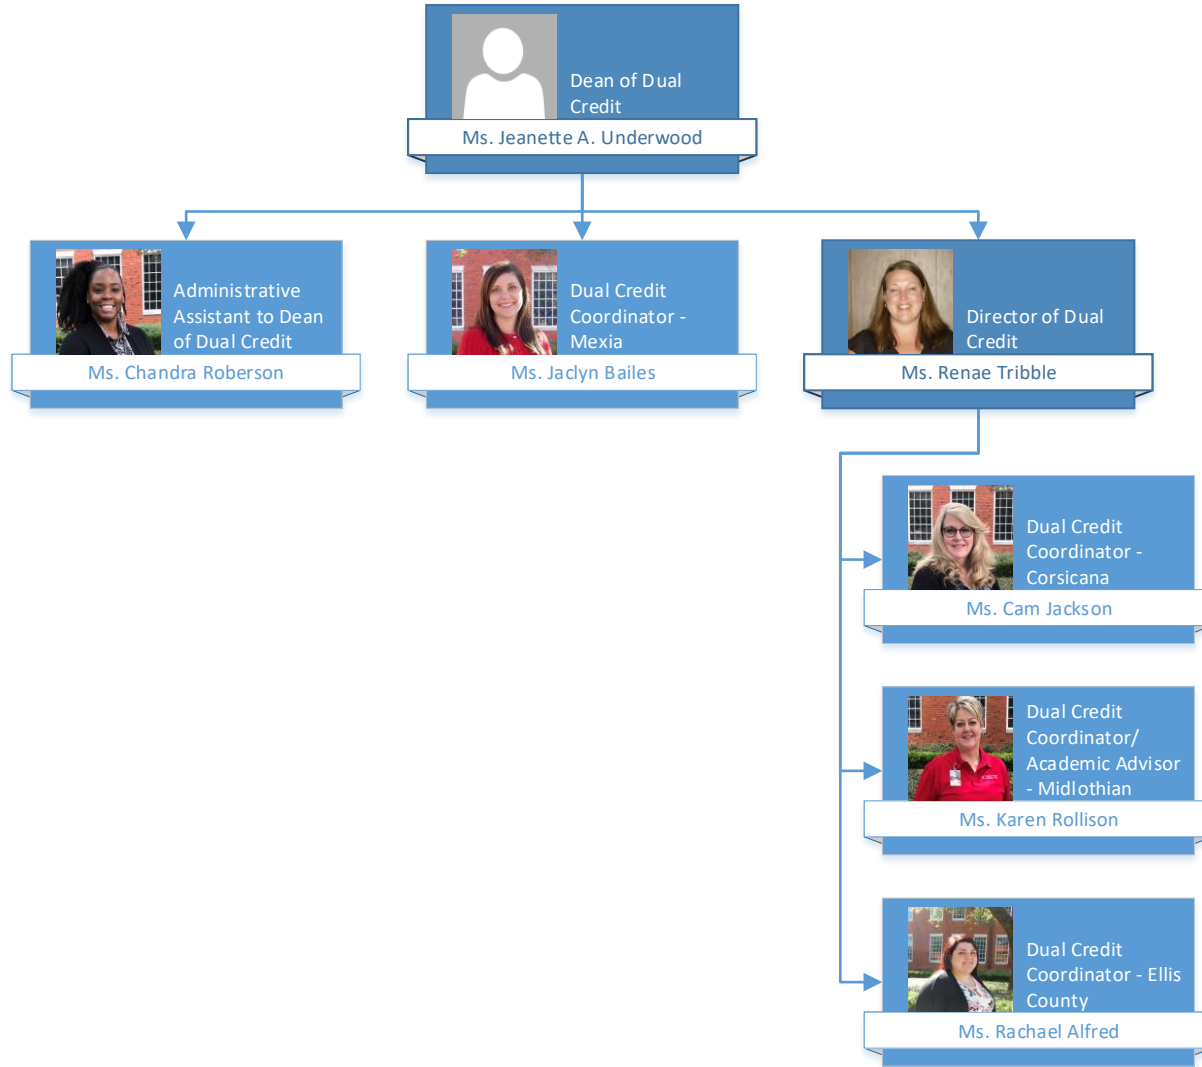 Dean of Dual
Credit
Ms. Jeanette A. Underwood
Administrative
Assistant to Dean
of Dual Credit
Ms. Chandra Roberson
Dual Credit
Coordinator -
Mexia
Ms. Jaclyn Bailes
Director of Dual
Credit
Ms. Renae Tribble
Dual Credit
Coordinator -
Corsicana
Ms. Cam Jackson
Dual Credit
Coordinator/
Academic Advisor
- Midlothian
Ms. Karen Rollison
Dual Credit
Coordinator - Ellis
County
Ms. Rachael Alfred